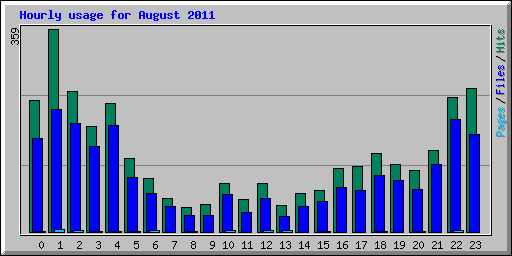 Hourly usage for August 2011
359
Pages/Files/Hits
0 1 2 3 4 5 6 7 8 9 10 11 12 13 14 15 16 17 18 19 20 21 22 23